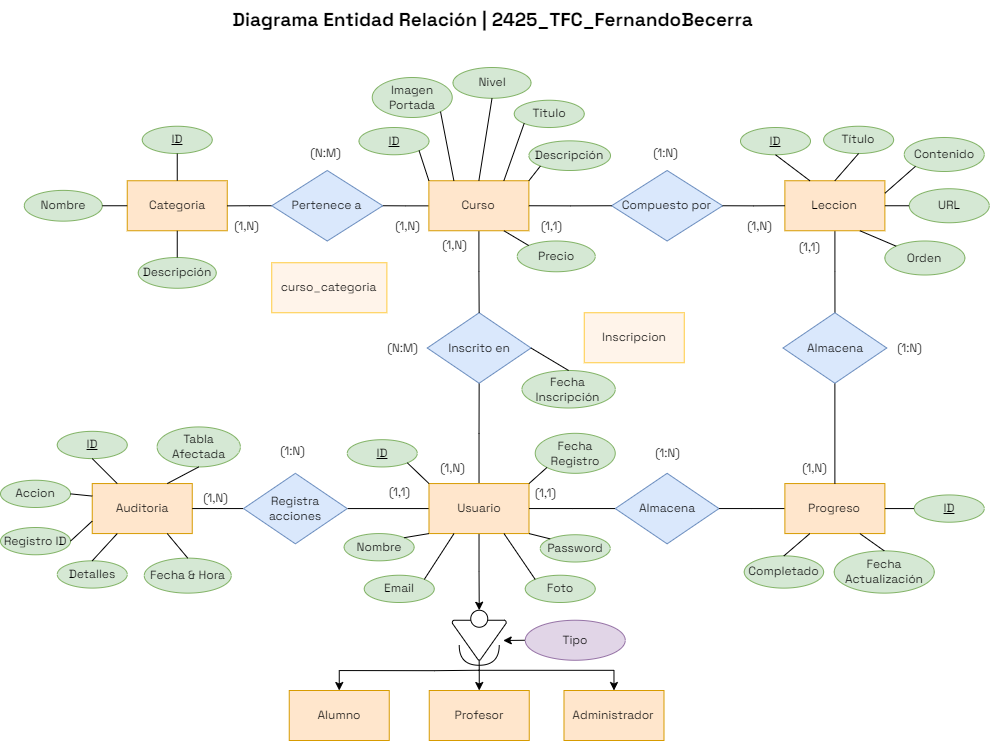 Diagrama Entidad Relación | 2425_TFC_FernandoBecerra
Imagen
Portada
Nivel
Titulo
ID
ID
Descripción
ID
Título
Contenido
(N:M)
(1:N)
Nombre
Categoria
Pertenece a
Curso
Compuesto por
Leccion
URL
(1,N)
(1,N)
(1,1)
(1,N)
(1,N)
(1,1)
Descripción
Precio
Orden
curso_categoria
Inscripcion
(N:M)
Inscrito en
Almacena
(1:N)
Fecha
Inscripción
ID
Tabla
Afectada
(1:N)
ID
Fecha
Registro
(1:N)
(1,N)
(1,N)
Accion
(1,N)
(1,1)
(1,1)
Auditoria
Registra
acciones
Usuario
Almacena
Progreso
ID
Registro ID
Nombre
Password
Detalles
Fecha & Hora
Email
Foto
Completado
Fecha
Actualización
Tipo
Alumno
Profesor
Administrador